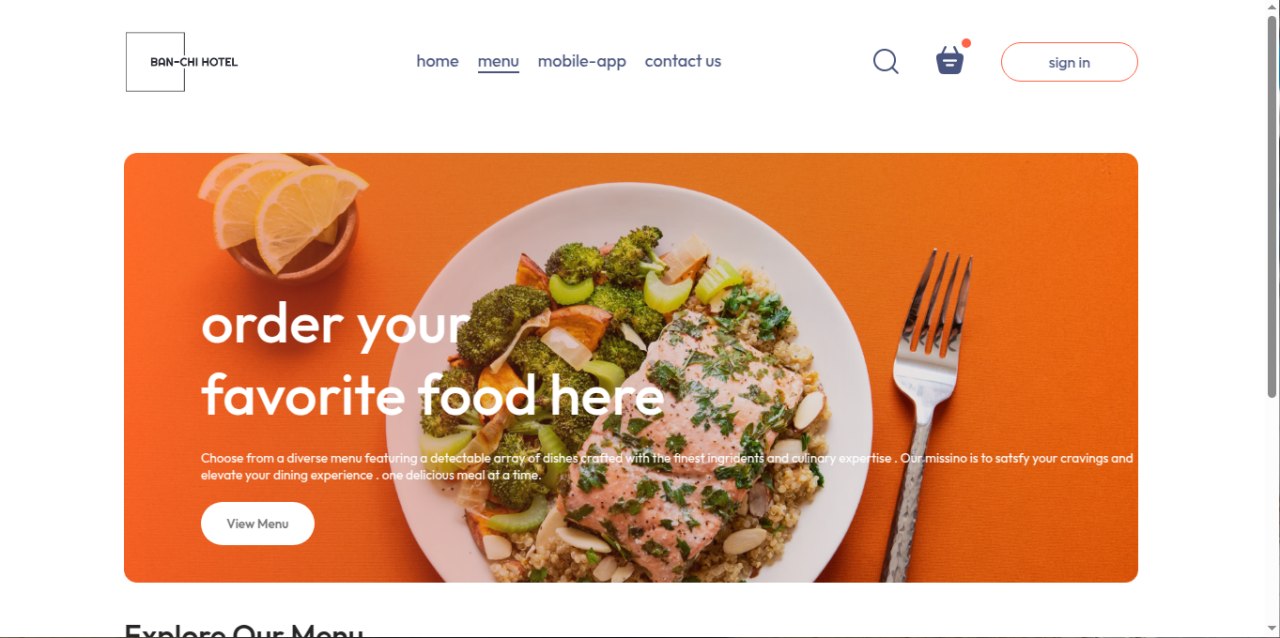 BAN-CHI HOTEL
home menu mobile-app contact us
sign in
order your
favorite food here
Choose from a diverse menu featuring a detectable array of dishes crafted with the finest ingridents and culinary expertise . Our missino is to satsfy your cravings and
elevate your dining experience . one delicious meal at a time.
View Menu
Explore Our Menu